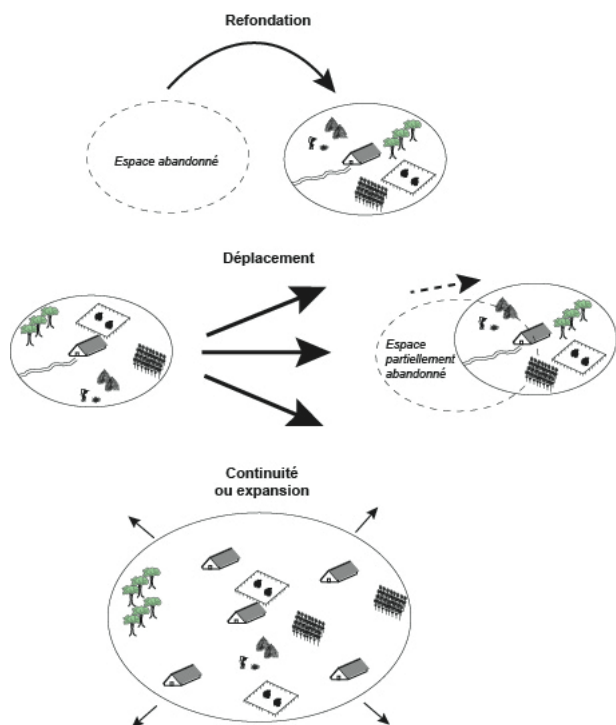 Refondation
Espace abandonné
Déplacement
Espace
partiellement
abandonné
Continuité
ou expansion